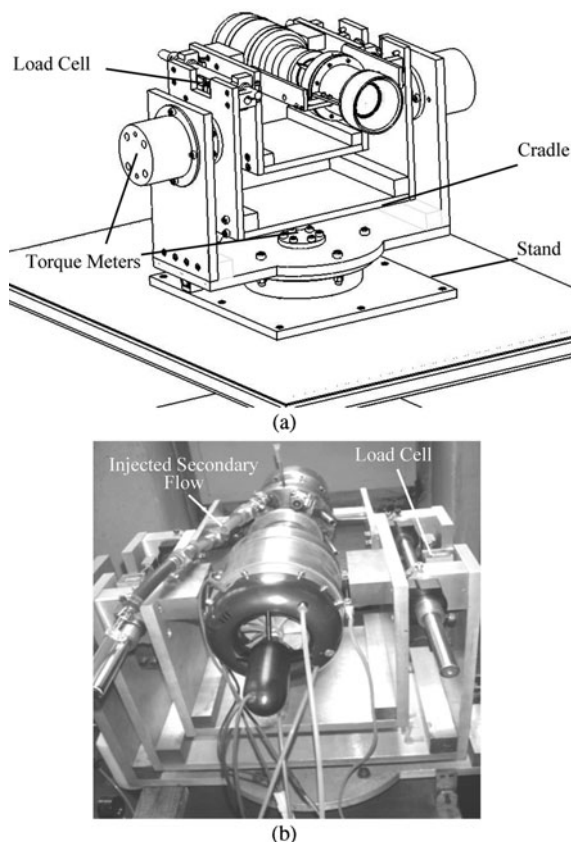 Load Cell
Cradle
Torque Meters
Stand
(a)
Injected Secondary
Flow
Load Cell
(b)